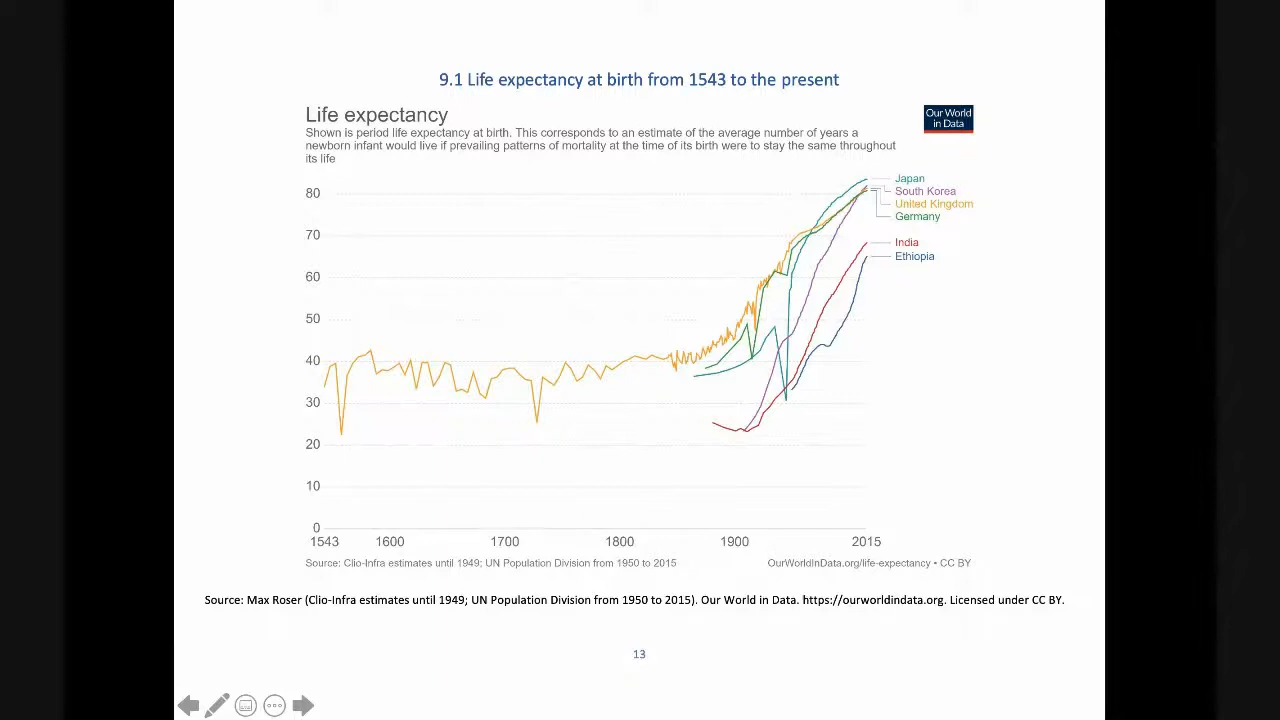 9.1 Life expectancy at birth from 1543 to the present
Life expectancy
Our World
in Data
Shown is period life expectancy at birth. This corresponds to an estimate of the average number of years a
newborn infant would live if prevailing patterns of mortality at the time of its birth were to stay the same throughout
its life
80
70
60
50
40
30
20
10
0
Japan
South Korea
United Kingdom
Germany
India
Ethiopia
1543 1600 1700 1800 1900 2015
Source: Clio-Infra estimates until 1949; UN Population Division from 1950 to 2015)
OurWorldInData.org/life-expectancy • CC BY
Source: Max Roser (Clio-Infra estimates until 1949; UN Population Division from 1950 to 2015). Our World in Data. https://ourworldindata.org. Licensed under CC BY.
13